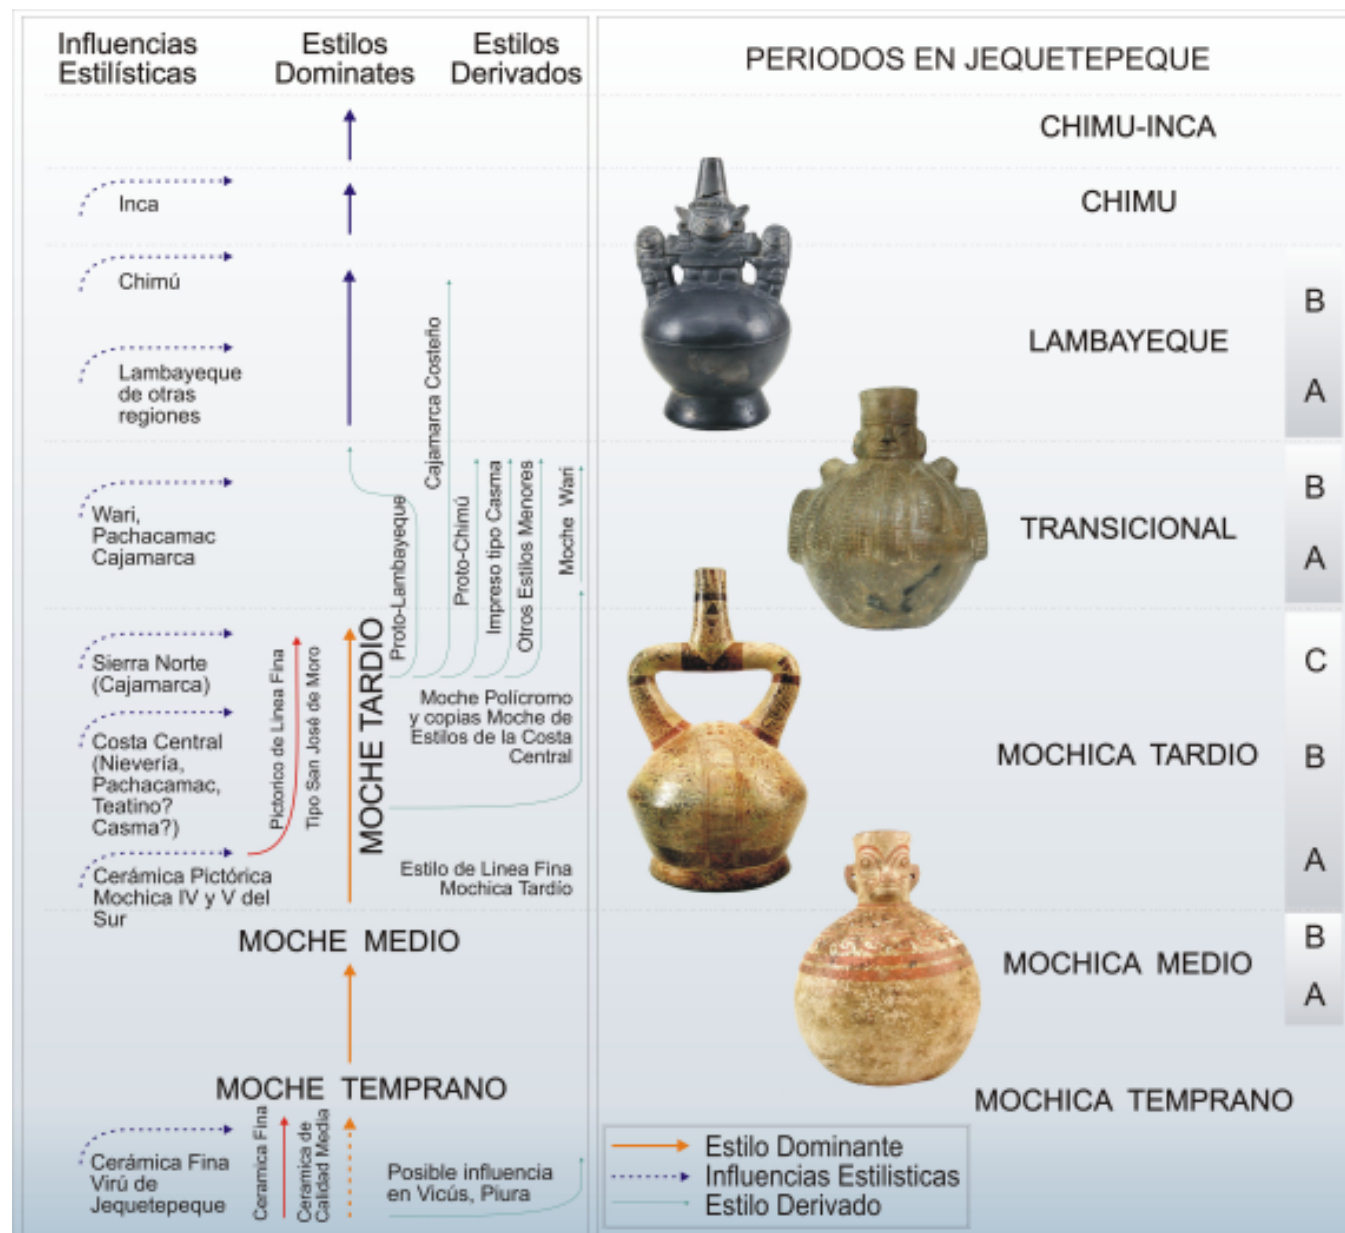 Influencias
Estilísticas
Estilos
Dominates
Estilos
Derivados
PERIODOS EN JEQUETEPEQUE
CHIMU-INCA
Inca
CHIMU
Chimú
Lambayeque
de otras
regiones
Cajamarca Costeño
LAMBAYEQUE
B
A
Wari,
Pachacamac
Cajamarca
Proto-Lambayeque
Proto-Chimú
Impreso tipo Casma
Otros Estilos Menores
Moche Wari
TRANSICIONAL
B
A
Sierra Norte
(Cajamarca)
Costa Central
(Nievería,
Pachacamac,
Teatino?
Casma?)
Cerámica Pictórica
Mochica IV y V del
Sur
Pictorico de Linea Fina
Tipo San José de Moro
MOCHE TARDIO
Moche Polícromo
y copias Moche de
Estilos de la Costa
Central
Estilo de Linea Fina
Mochica Tardio
MOCHICA TARDIO
C
B
A
MOCHE MEDIO
MOCHICA MEDIO
B
A
MOCHE TEMPRANO
MOCHICA TEMPRANO
Cerámica Fina
Virú de
Jequetepeque
Ceramica Fina
Ceramica de
Calidad Media
Posible influencia
en Vicús, Piura
Estilo Dominante
Influencias Estilisticas
Estilo Derivado